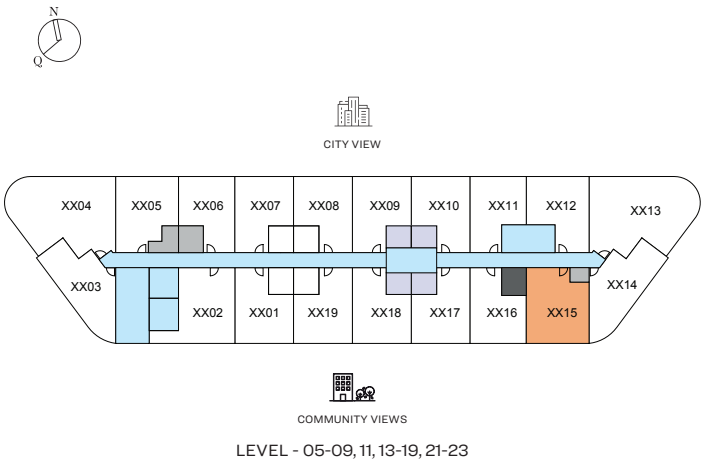 N
Q
CITY VIEW
XX04 XX05 XX06 XX07 XX08 XX09 XX10 XX11 XX12 XX13
XX03 XX14
XX02 XX01 XX19 XX18 XX17 XX16 XX15
COMMUNITY VIEWS
LEVEL - 05-09, 11, 13-19, 21-23